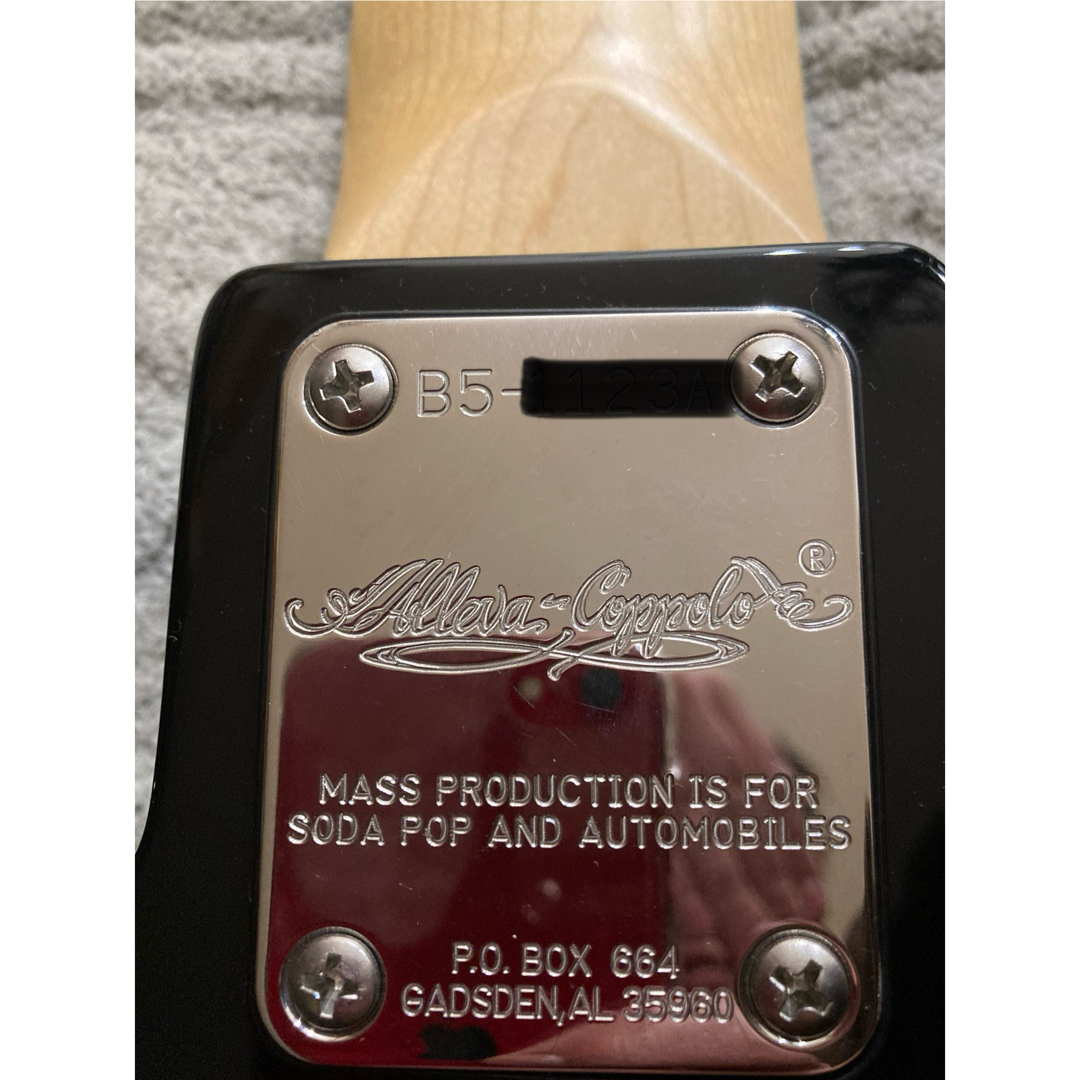 B5-
Alleva-Coppolo®
MASS PRODUCTION IS FOR
SODA POP AND AUTOMOBILES
P.O. BOX 664
GADSDEN, AL 35960